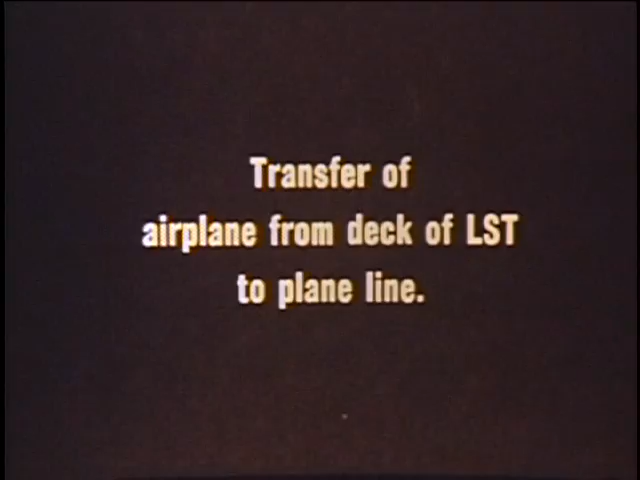 Transfer of
airplane from deck of LST
to plane line.